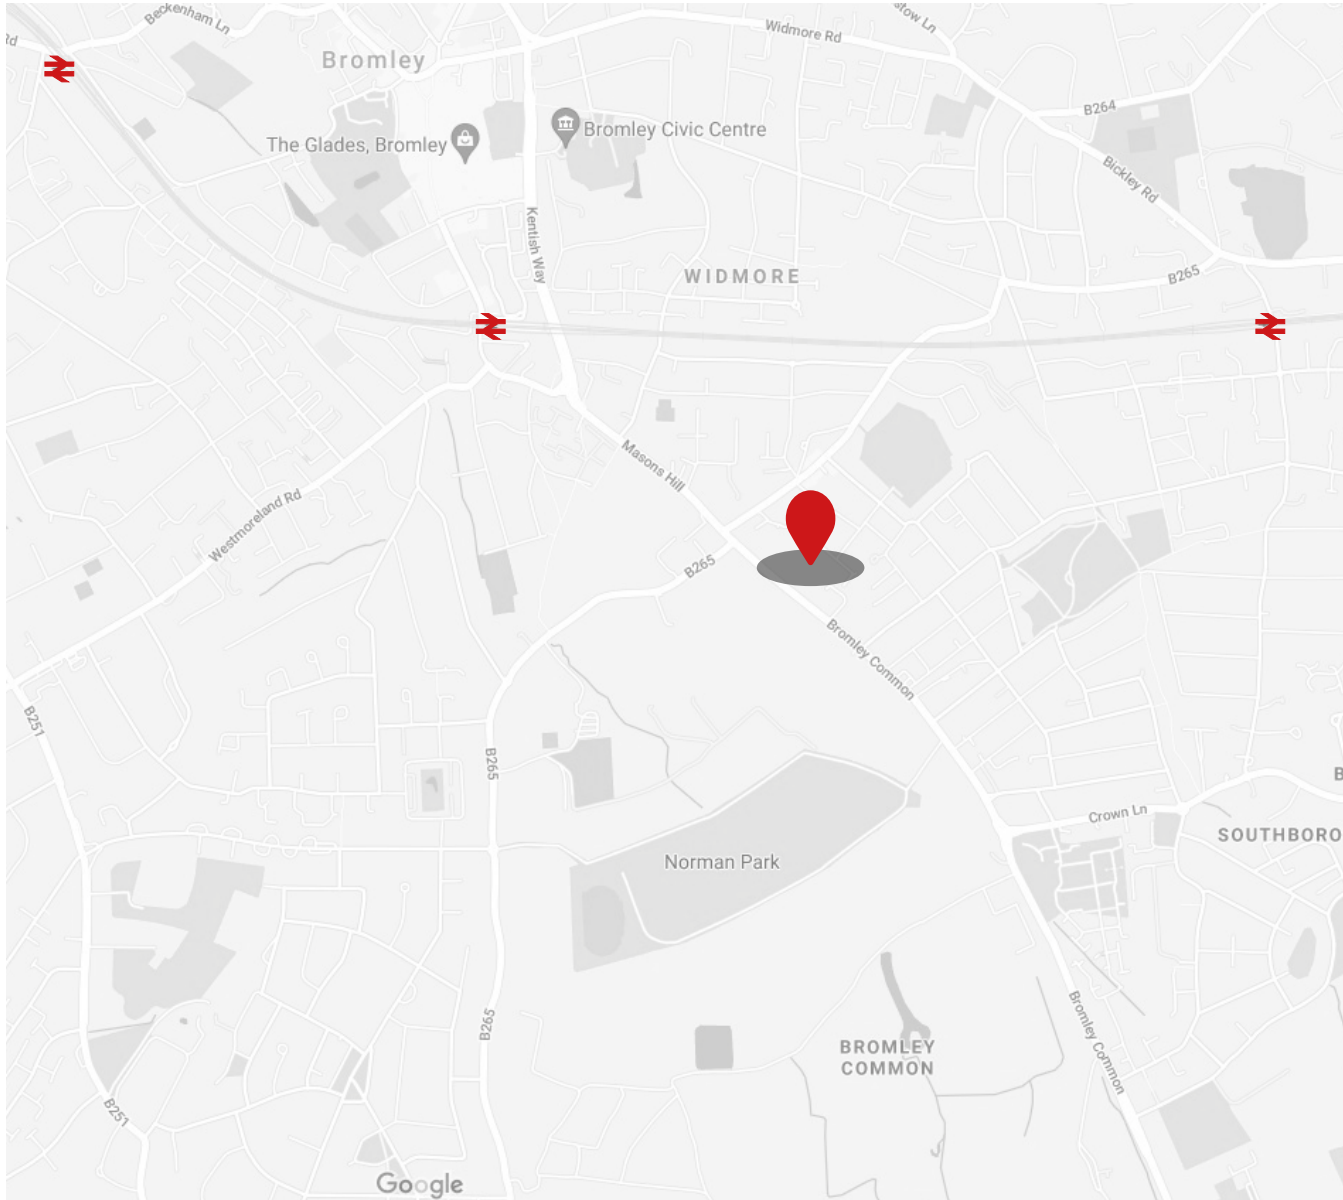 Beckenham Ln
Rd
Bromley
Widmore Rd
B264
The Glades, Bromley
Bromley Civic Centre
Bickley Rd
Kentish Way
WIDMORE
B265
Masons Hill
Westmoreland Rd
B265
Bromley Common
B251
B265
Crown Ln
SOUTHBORO
Norman Park
B265
BROMLEY
COMMON
Bromley Common
B251
Google